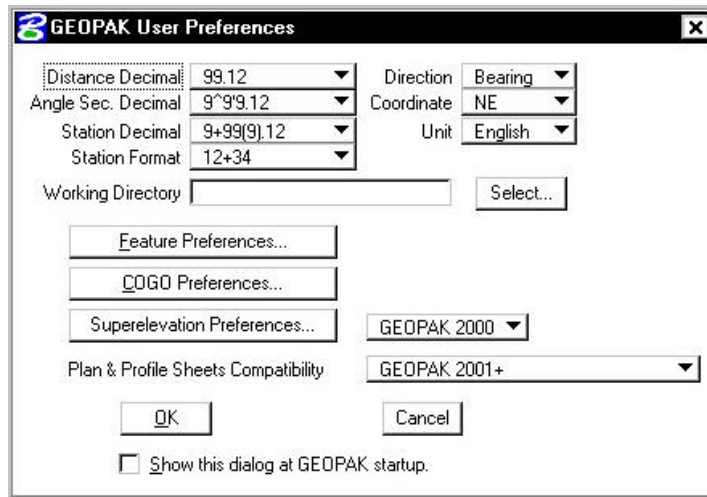 GEOPAK User Preferences
Distance Decimal 99.12 Direction Bearing
Angle Sec. Decimal 9^9'9.12 Coordinate NE
Station Decimal 9+99(9).12 Unit English
Station Format 12+34
Working Directory Select...
Feature Preferences...
COGO Preferences...
Superelevation Preferences... GEOPAK 2000
Plan & Profile Sheets Compatibility GEOPAK 2001+
OK Cancel
Show this dialog at GEOPAK startup.